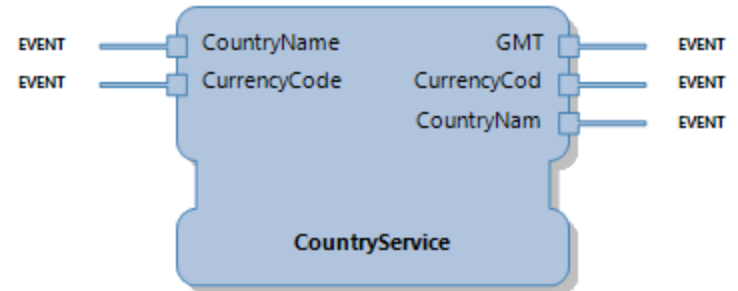 EVENT CountryName GMT EVENT
EVENT CurrencyCode CurrencyCod EVENT
CountryNam EVENT
CountryService